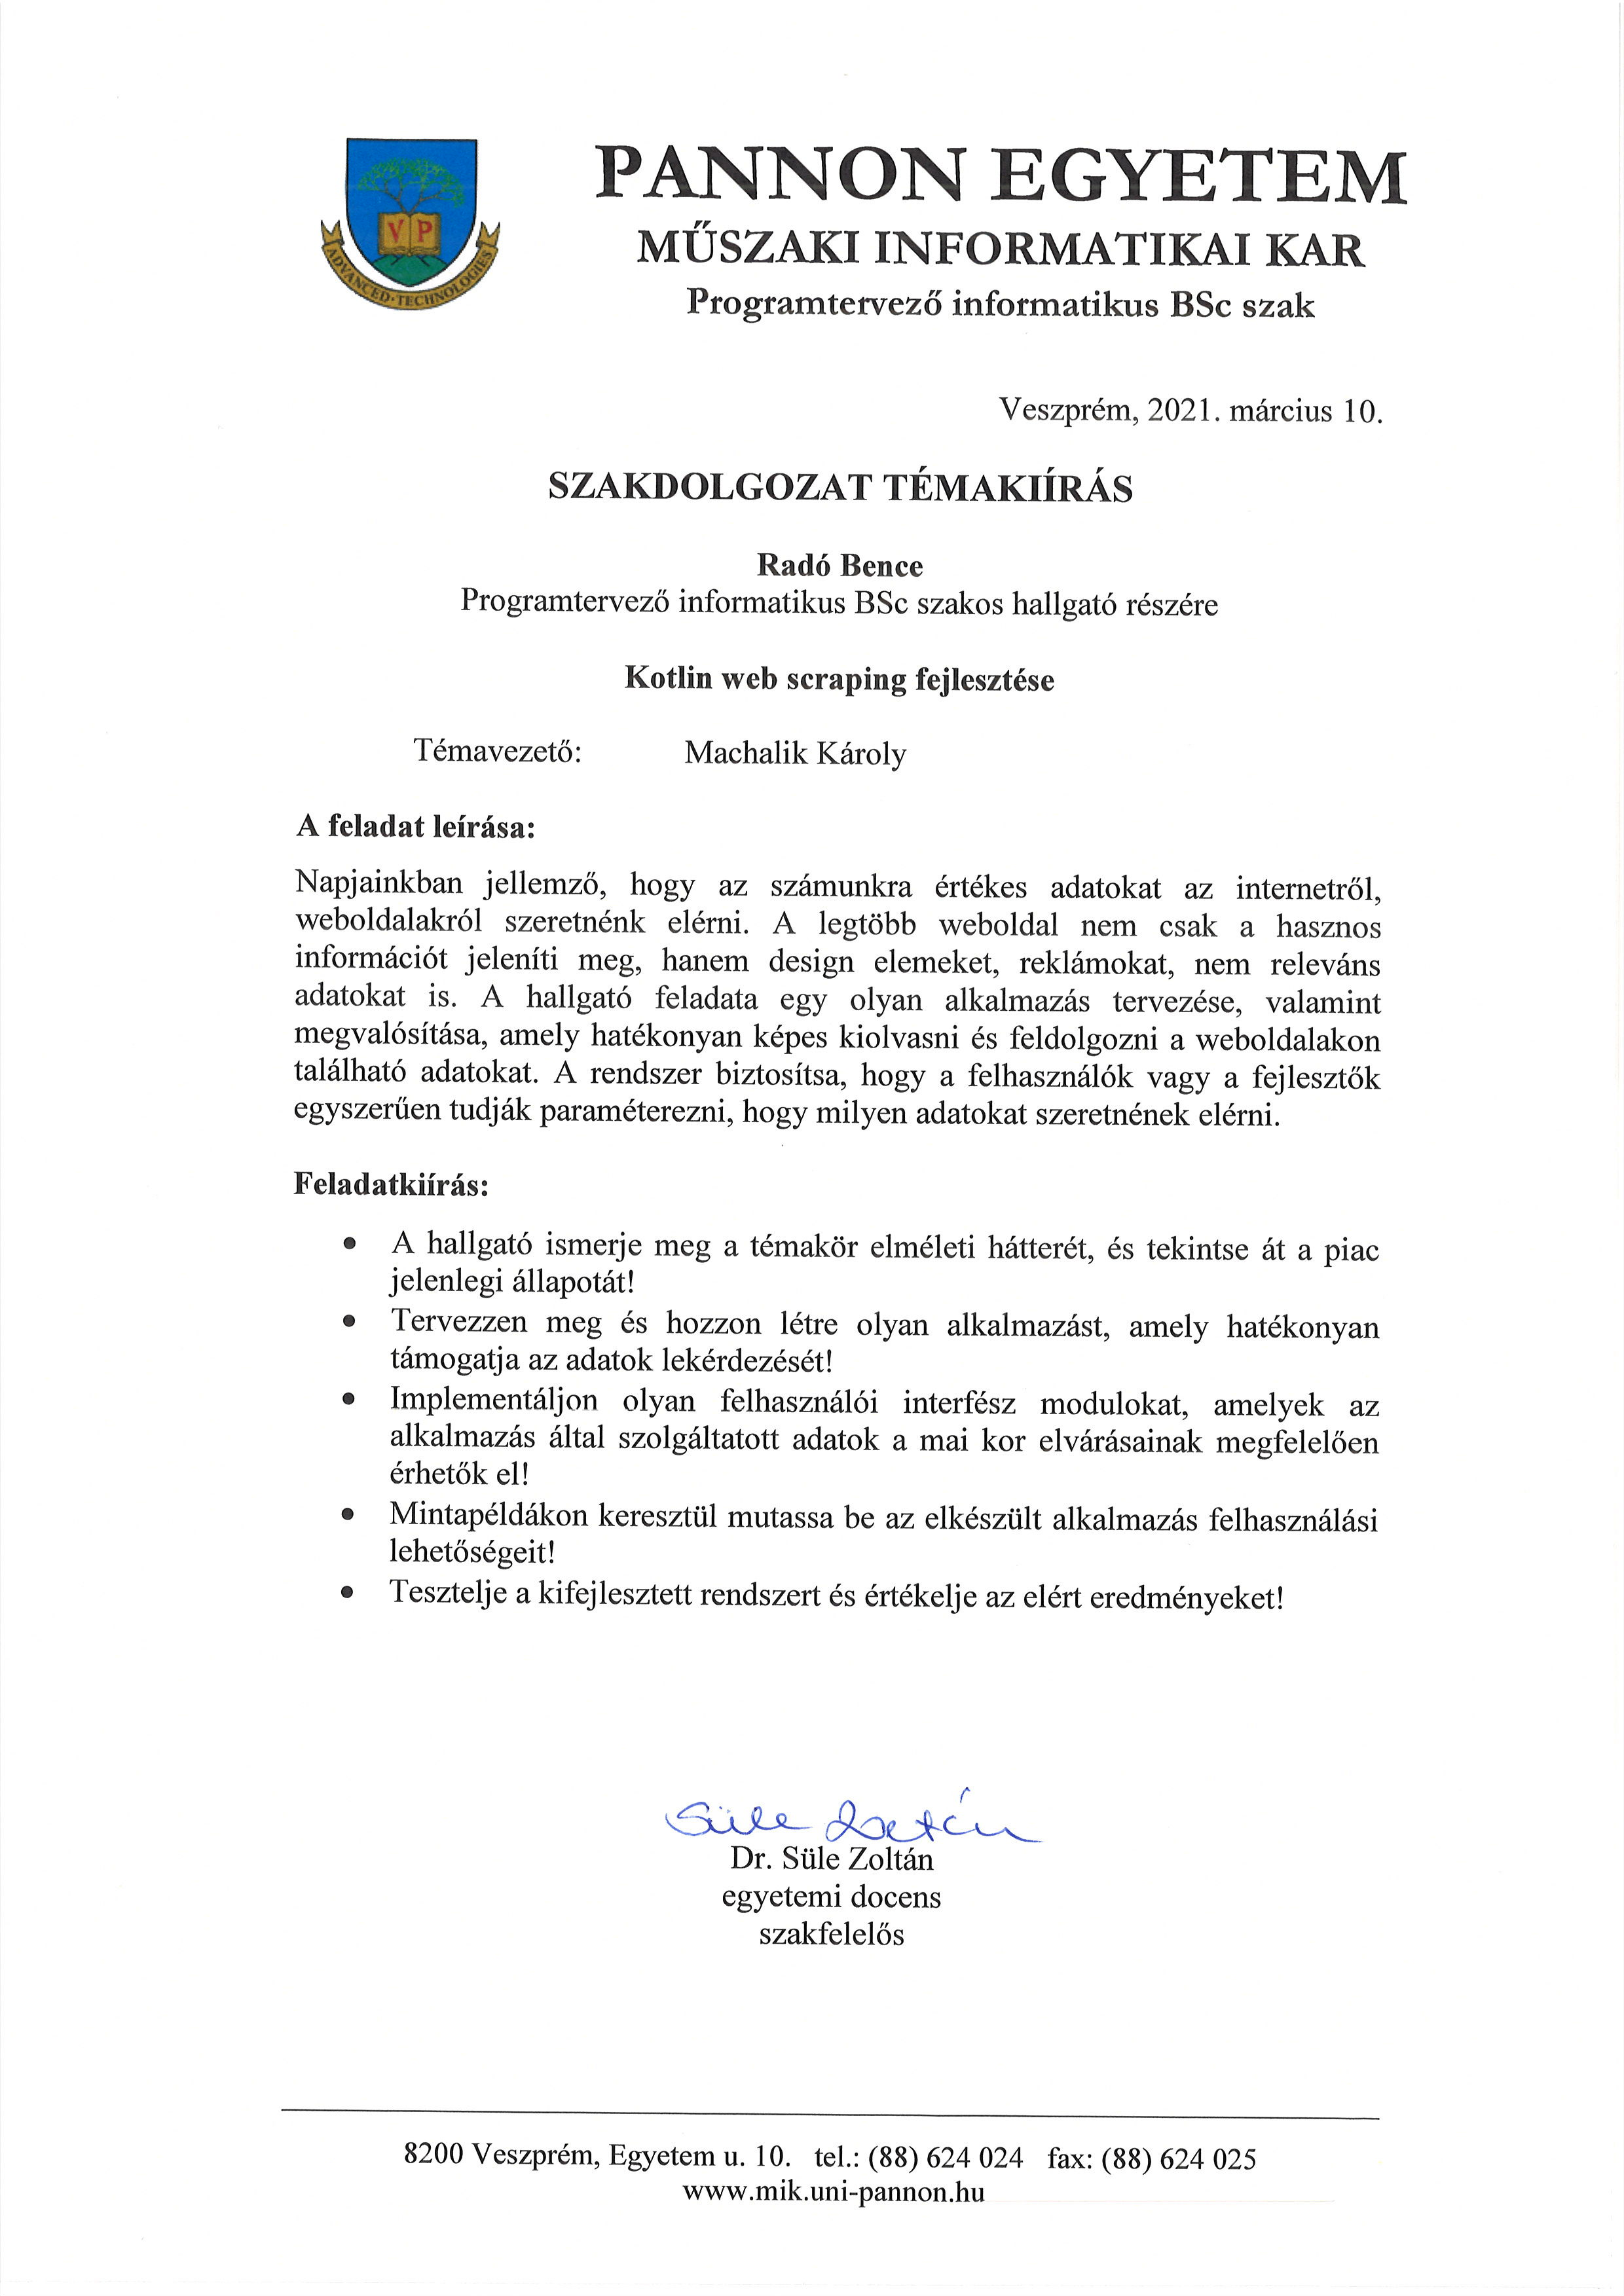 PANNON EGYETEM
MŰSZAKI INFORMATIKAI KAR
Programtervező informatikus BSc szak
V P
ADVANCED·TECHNOLOGIES
Veszprém, 2021. március 10.
SZAKDOLGOZAT TÉMAKIÍRÁS
Radó Bence
Programtervező informatikus BSc szakos hallgató részére
Kotlin web scraping fejlesztése
Témavezető: Machalik Károly
A feladat leírása:
Napjainkban jellemző, hogy az számunkra értékes adatokat az internetről,
weboldalakról szeretnénk elérni. A legtöbb weboldal nem csak a hasznos
információt jeleníti meg, hanem design elemeket, reklámokat, nem releváns
adatokat is. A hallgató feladata egy olyan alkalmazás tervezése, valamint
megvalósítása, amely hatékonyan képes kiolvasni és feldolgozni a weboldalakon
található adatokat. A rendszer biztosítsa, hogy a felhasználók vagy a fejlesztők
egyszerűen tudják paraméterezni, hogy milyen adatokat szeretnének elérni.
Feladatkiírás:
• A hallgató ismerje meg a témakör elméleti hátterét, és tekintse át a piac
jelenlegi állapotát!
• Tervezzen meg és hozzon létre olyan alkalmazást, amely hatékonyan
támogatja az adatok lekérdezését!
• Implementáljon olyan felhasználói interfész modulokat, amelyek az
alkalmazás által szolgáltatott adatok a mai kor elvárásainak megfelelően
érhetők el!
• Mintapéldákon keresztül mutassa be az elkészült alkalmazás felhasználási
lehetőségeit!
• Tesztelje a kifejlesztett rendszert és értékelje az elért eredményeket!
Süle Zoltán
Dr. Süle Zoltán
egyetemi docens
szakfelelős
8200 Veszprém, Egyetem u. 10. tel.: (88) 624 024 fax: (88) 624 025
www.mik.uni-pannon.hu